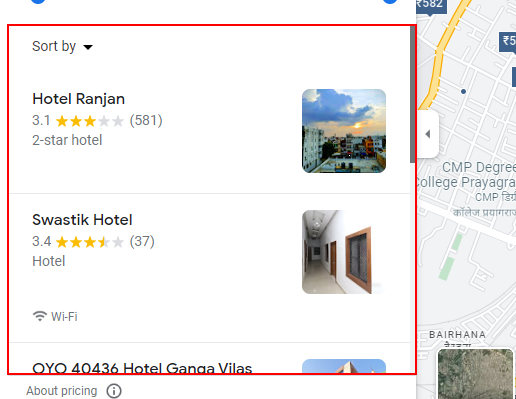 Sort by
Hotel Ranjan
3.1 (581)
2-star hotel
Swastik Hotel
3.4 (37)
Hotel
Wi-Fi
OYO 40436 Hotel Ganga Vilas
About pricing
₹582
₹5
CMP Degree
College Prayagra
CMP डिग्री
कॉलेज प्रयागराज
BAIRHANA
बैरहना